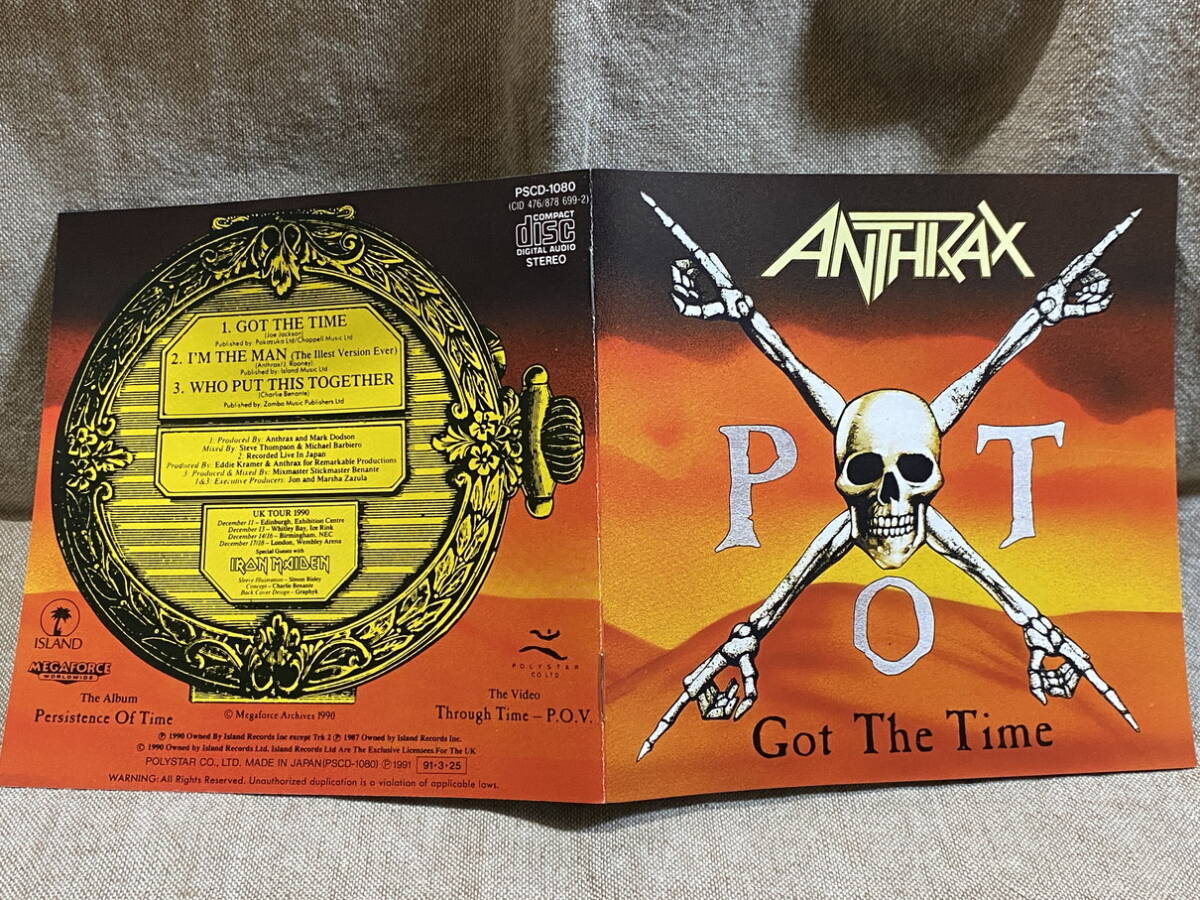 PSCD-1080
(CID 476/878 699-2)
COMPACT
disc
DIGITAL AUDIO
STEREO
1. GOT THE TIME
(Joe Jackson)
Published by: Pokazuka Ltd/Chappell Music Ltd
2. I'M THE MAN (The Illest Version Ever)
(Anthrax/J. Rooney)
Published by: Island Music Ltd
3. WHO PUT THIS TOGETHER
(Charlie Benante)
Published by: Zomba Music Publishers Ltd
1. Produced By: Anthrax and Mark Dodson
Mixed By: Steve Thompson & Michael Barbiero
2. Recorded Live In Japan
Produced By: Eddie Kramer & Anthrax for Remarkable Productions
3. Produced & Mixed By: Mixmaster Stickmaster Benante
1&3: Executive Producers: Jon and Marsha Zazula
UK TOUR 1990
December 11 – Edinburgh, Exhibition Centre
December 13 – Whitley Bay, Ice Rink
December 14/16 – Birmingham, NEC
December 17/18 – London, Wembley Arena
Special Guests with
IRON MAIDEN
Sleeve Illustration – Simon Bisley
Concept – Charlie Benante
Back Cover Design – Graphyk
ISLAND
MEGAFORCE
WORLDWIDE
The Album
Persistence Of Time
© Megaforce Archives 1990
POLYSTAR
CO. LTD.
The Video
Through Time – P.O.V.
℗ 1990 Owned By Island Records Inc except Trk 2 ℗ 1987 Owned by Island Records Inc.
© 1990 Owned by Island Records Ltd. Island Records Ltd Are The Exclusive Licensees For The UK
POLYSTAR CO., LTD. MADE IN JAPAN(PSCD-1080) ℗1991 91·3·25
WARNING: All Rights Reserved. Unauthorized duplication is a violation of applicable laws.
ANTHRAX
P O T
Got The Time